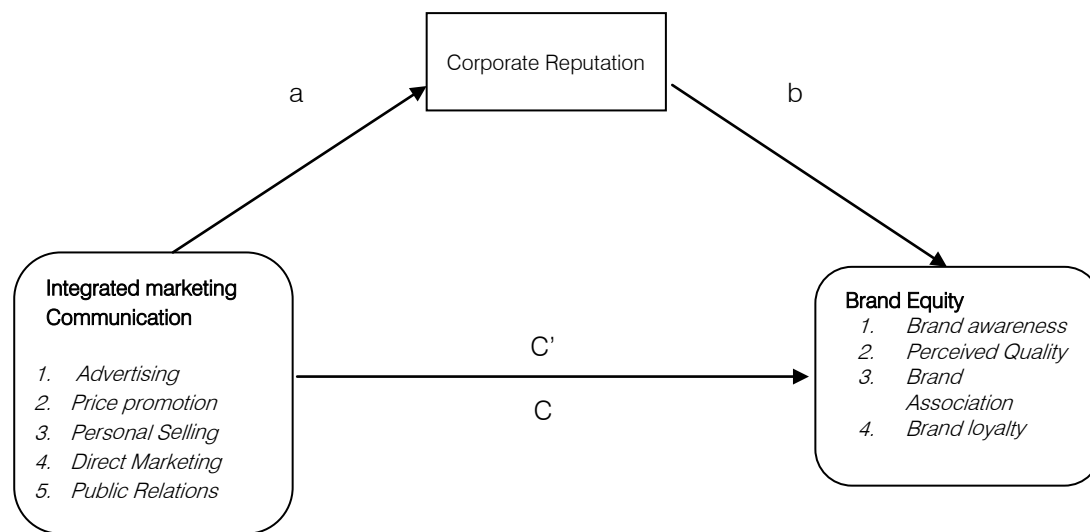 Corporate Reputation
a
b
Integrated marketing
Communication
1. Advertising
2. Price promotion
3. Personal Selling
4. Direct Marketing
5. Public Relations
C’
C
Brand Equity
1. Brand awareness
2. Perceived Quality
3. Brand
Association
4. Brand loyalty